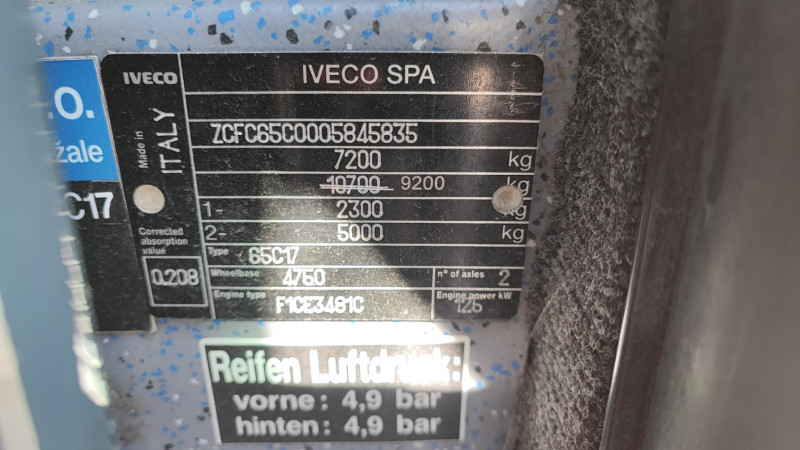 IVECO
IVECO SPA
Made in
ITALY
ZCFC65C0005845835
7200 kg
10700 9200 kg
1- 2300 kg
2- 5000 kg
Corrected
absorption
value
0.208
Type 65C17
Wheelbase 4750 n° of axles 2
Engine type F1CE3481C Engine power kW
125
.O.
žale
C17
Reifen Luftdruck:
vorne: 4,9 bar
hinten: 4,9 bar